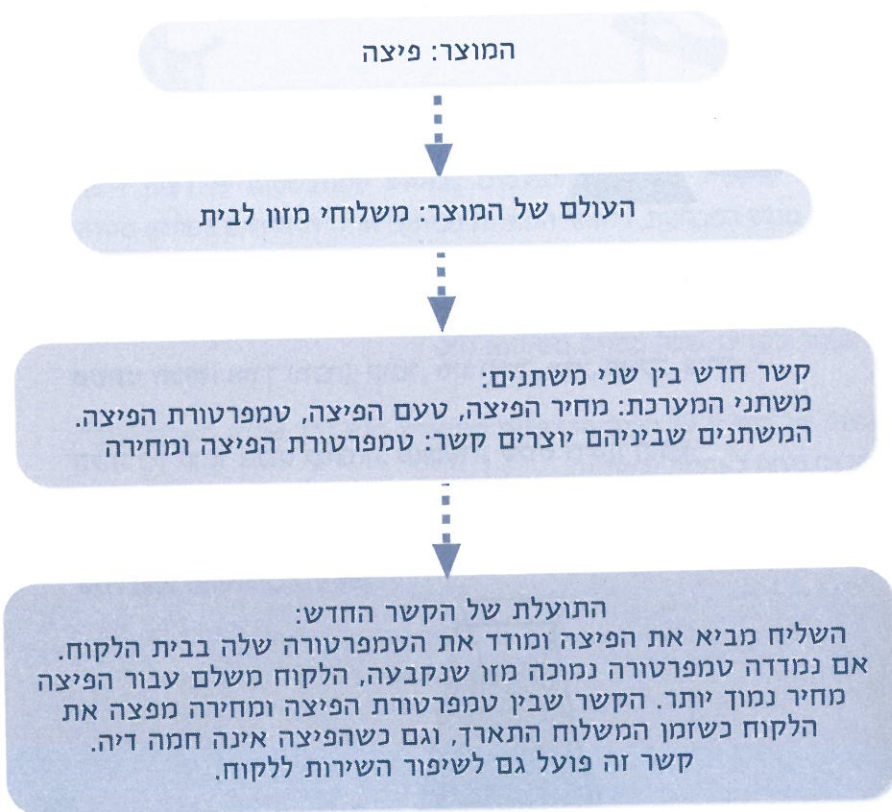 המוצר: פיצה
העולם של המוצר: משלוחי מזון לבית
קשר חדש בין שני משתנים:
משתני המערכת: מחיר הפיצה, טעם הפיצה, טמפרטורת הפיצה.
המשתנים שביניהם יוצרים קשר: טמפרטורת הפיצה ומחירה
התועלת של הקשר החדש:
השליח מביא את הפיצה ומודד את הטמפרטורה שלה בבית הלקוח.
אם נמדדה טמפרטורה נמוכה מזו שנקבעה, הלקוח משלם עבור הפיצה
מחיר נמוך יותר. הקשר שבין טמפרטורת הפיצה ומחירה מפצה את
הלקוח כשזמן המשלוח התארך, וגם כשהפיצה אינה חמה דיה.
קשר זה פועל גם לשיפור השירות ללקוח.